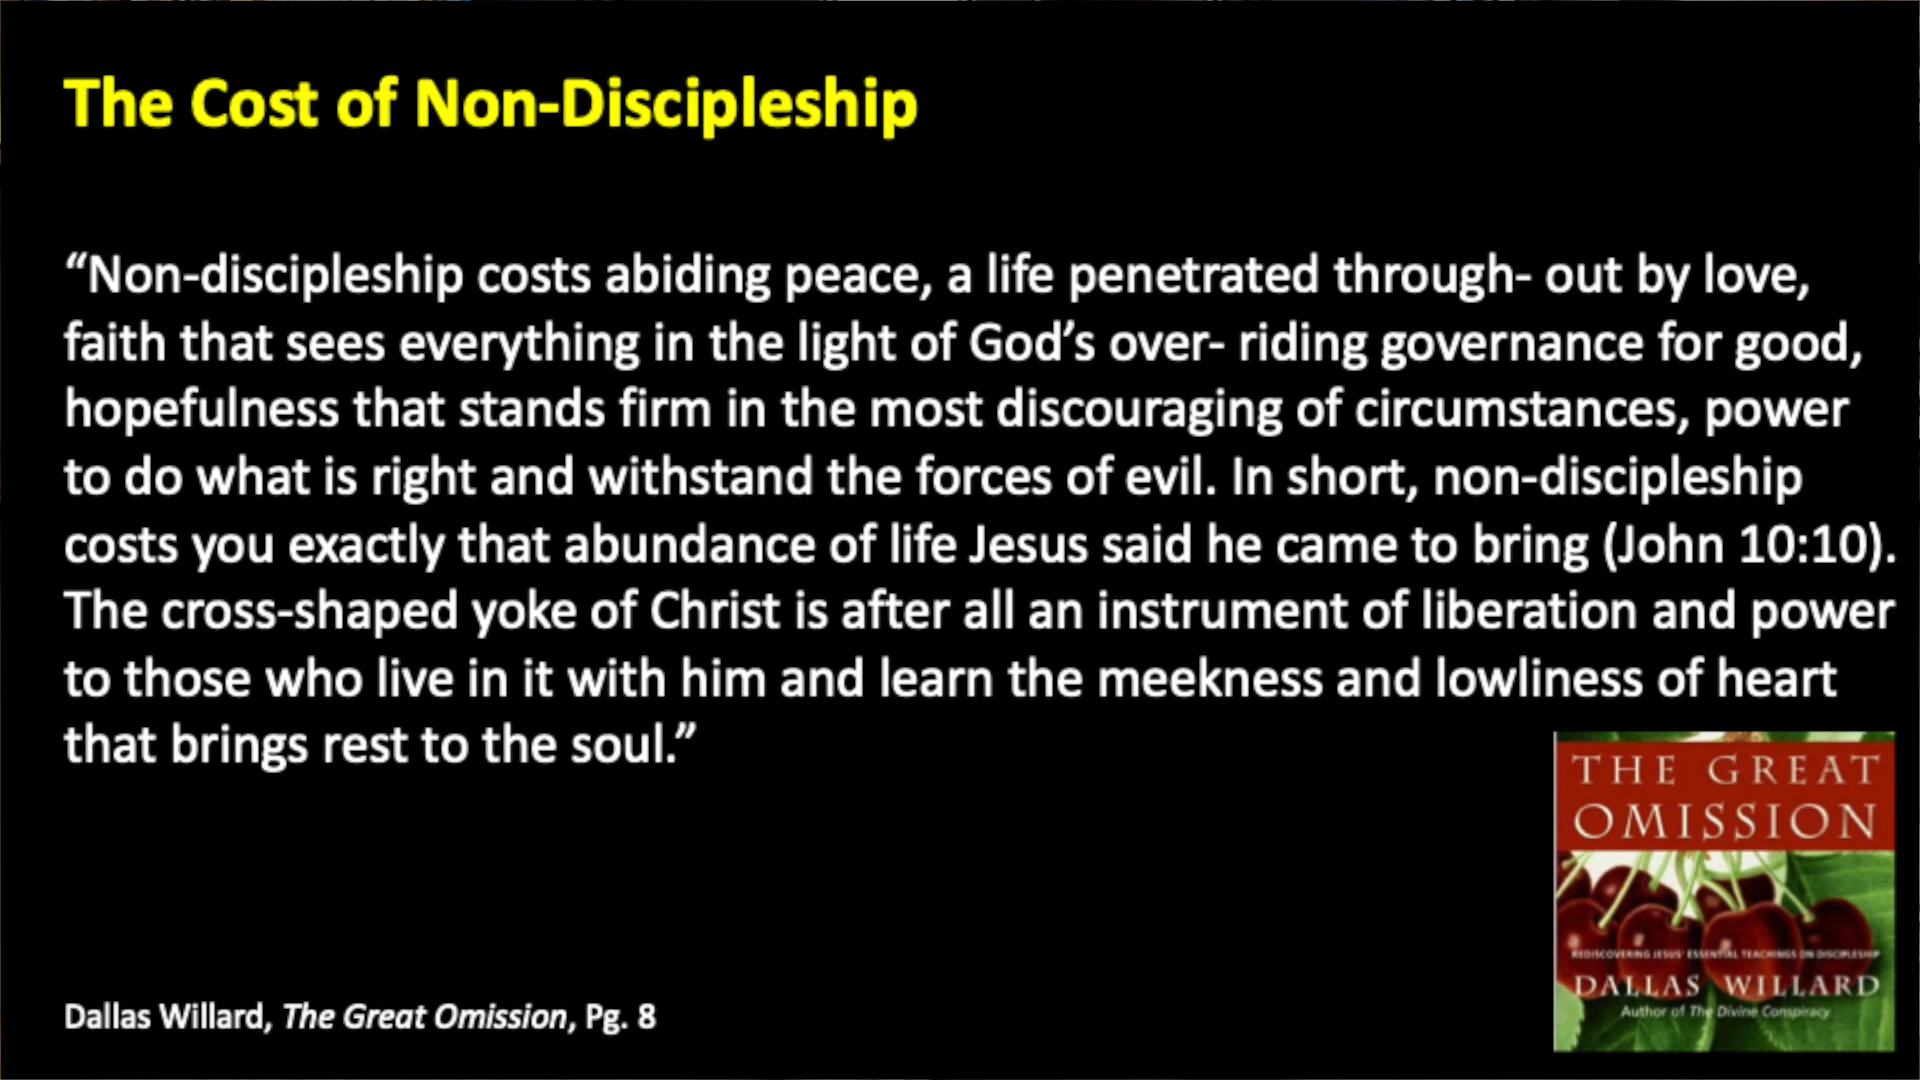 The Cost of Non-Discipleship
“Non-discipleship costs abiding peace, a life penetrated through- out by love,
faith that sees everything in the light of God’s over- riding governance for good,
hopefulness that stands firm in the most discouraging of circumstances, power
to do what is right and withstand the forces of evil. In short, non-discipleship
costs you exactly that abundance of life Jesus said he came to bring (John 10:10).
The cross-shaped yoke of Christ is after all an instrument of liberation and power
to those who live in it with him and learn the meekness and lowliness of heart
that brings rest to the soul.”
THE GREAT
OMISSION
REDISCOVERING JESUS' ESSENTIAL TEACHINGS ON DISCIPLESHIP
DALLAS WILLARD
Author of The Divine Conspiracy
Dallas Willard, The Great Omission, Pg. 8